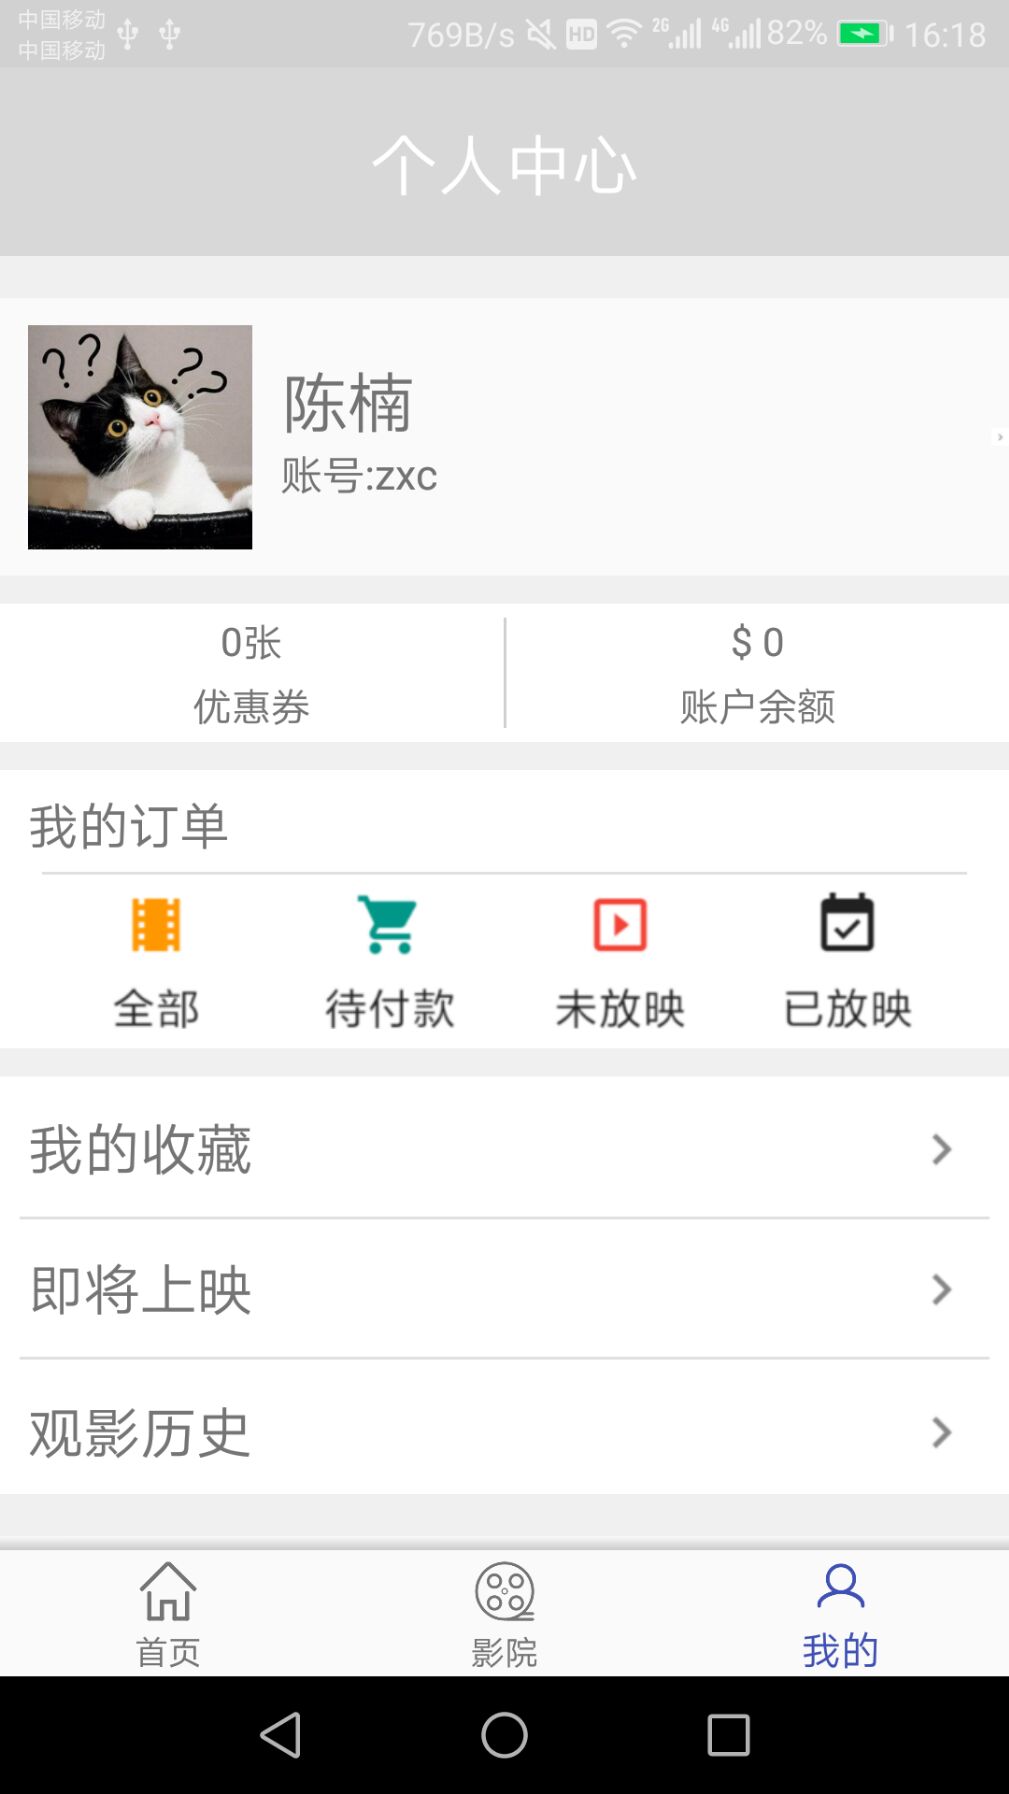 中国移动
中国移动
769B/s HD 2G 4G 82% 16:18
个人中心
? ? ? ?
陈楠
账号:zxc
0张
优惠券
$ 0
账户余额
我的订单
全部 待付款 未放映 已放映
我的收藏
即将上映
观影历史
首页 影院 我的